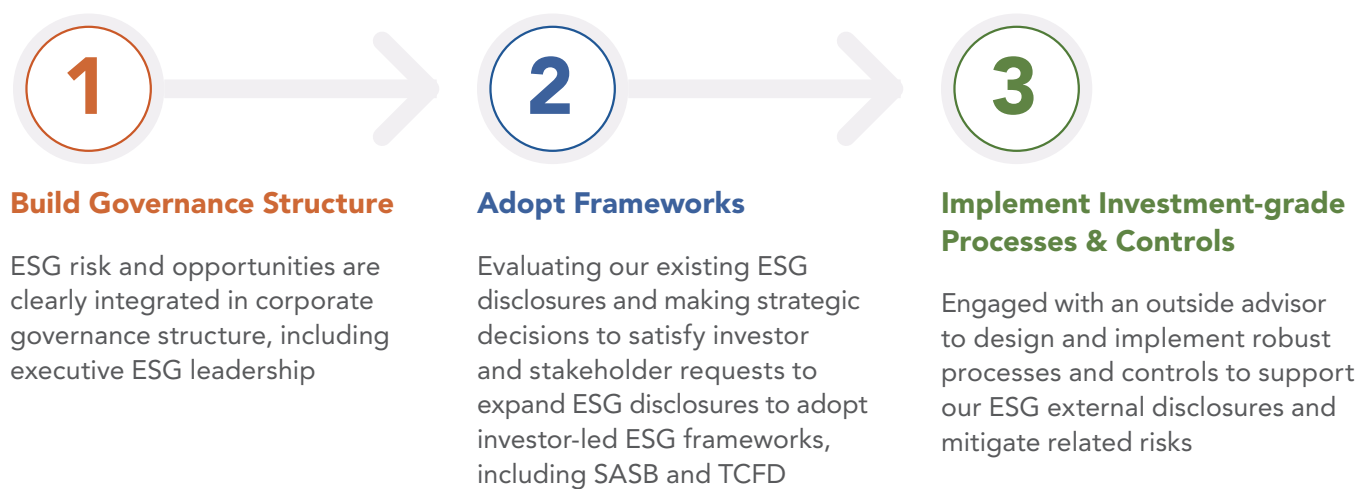 1
Build Governance Structure
ESG risk and opportunities are
clearly integrated in corporate
governance structure, including
executive ESG leadership
2
Adopt Frameworks
Evaluating our existing ESG
disclosures and making strategic
decisions to satisfy investor
and stakeholder requests to
expand ESG disclosures to adopt
investor-led ESG frameworks,
including SASB and TCFD
3
Implement Investment-grade
Processes & Controls
Engaged with an outside advisor
to design and implement robust
processes and controls to support
our ESG external disclosures and
mitigate related risks